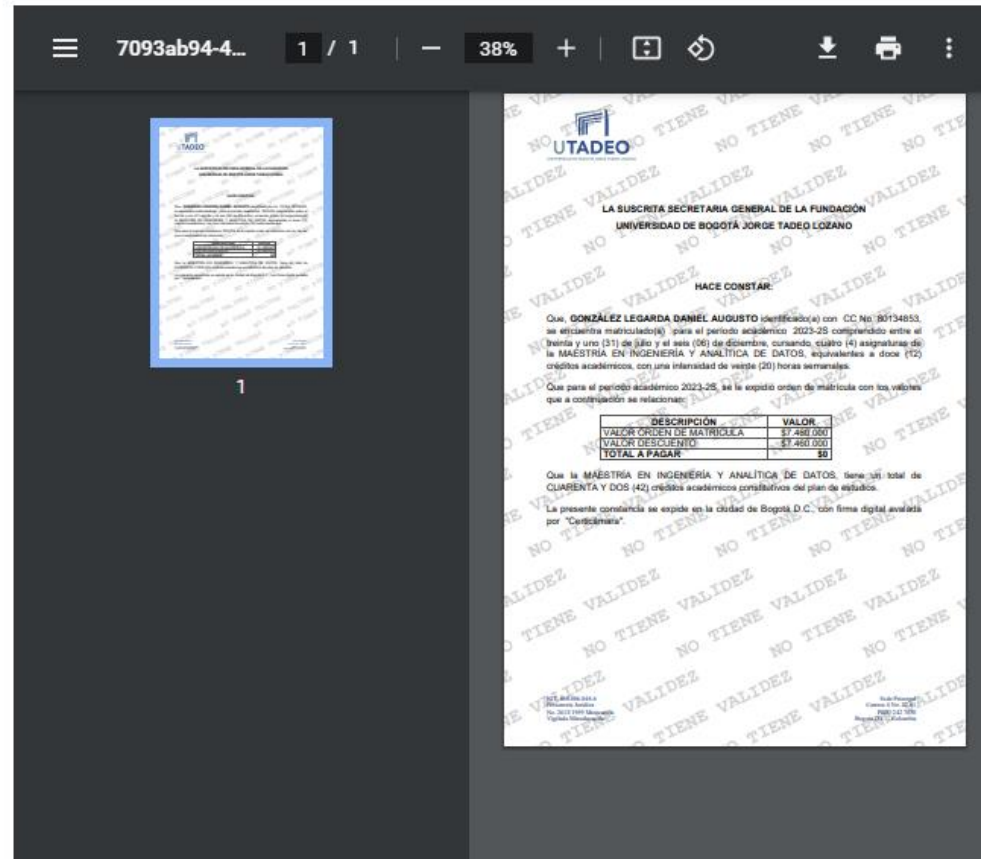 7093ab94-4... 1 / 1 38%
1
UTADEO
LA SUSCRITA SECRETARIA GENERAL DE LA FUNDACIÓN
UNIVERSIDAD DE BOGOTÁ JORGE TADEO LOZANO
HACE CONSTAR:
Que, GONZÁLEZ LEGARDA DANIEL AUGUSTO identificado(a) con CC No. 80134853,
se encuentra matriculado(a) para el periodo académico 2023-2S comprendido entre el
treinta y uno (31) de julio y el seis (06) de diciembre, cursando, cuatro (4) asignaturas de
la MAESTRÍA EN INGENIERÍA Y ANALÍTICA DE DATOS, equivalentes a doce (12)
créditos académicos, con una intensidad de veinte (20) horas semanales.
Que para el periodo académico 2023-2S, se le expidió orden de matrícula con los valores
que a continuación se relacionan:
DESCRIPCIÓN VALOR
VALOR ORDEN DE MATRICULA $7.460.000
VALOR DESCUENTO $7.460.000
TOTAL A PAGAR $0
Que la MAESTRÍA EN INGENIERÍA Y ANALÍTICA DE DATOS, tiene un total de
CUARENTA Y DOS (42) créditos académicos constitutivos del plan de estudios.
La presente constancia se expide en la ciudad de Bogotá D.C., con firma digital avalada
por "Certicámara".
NO TIENE VALIDEZ